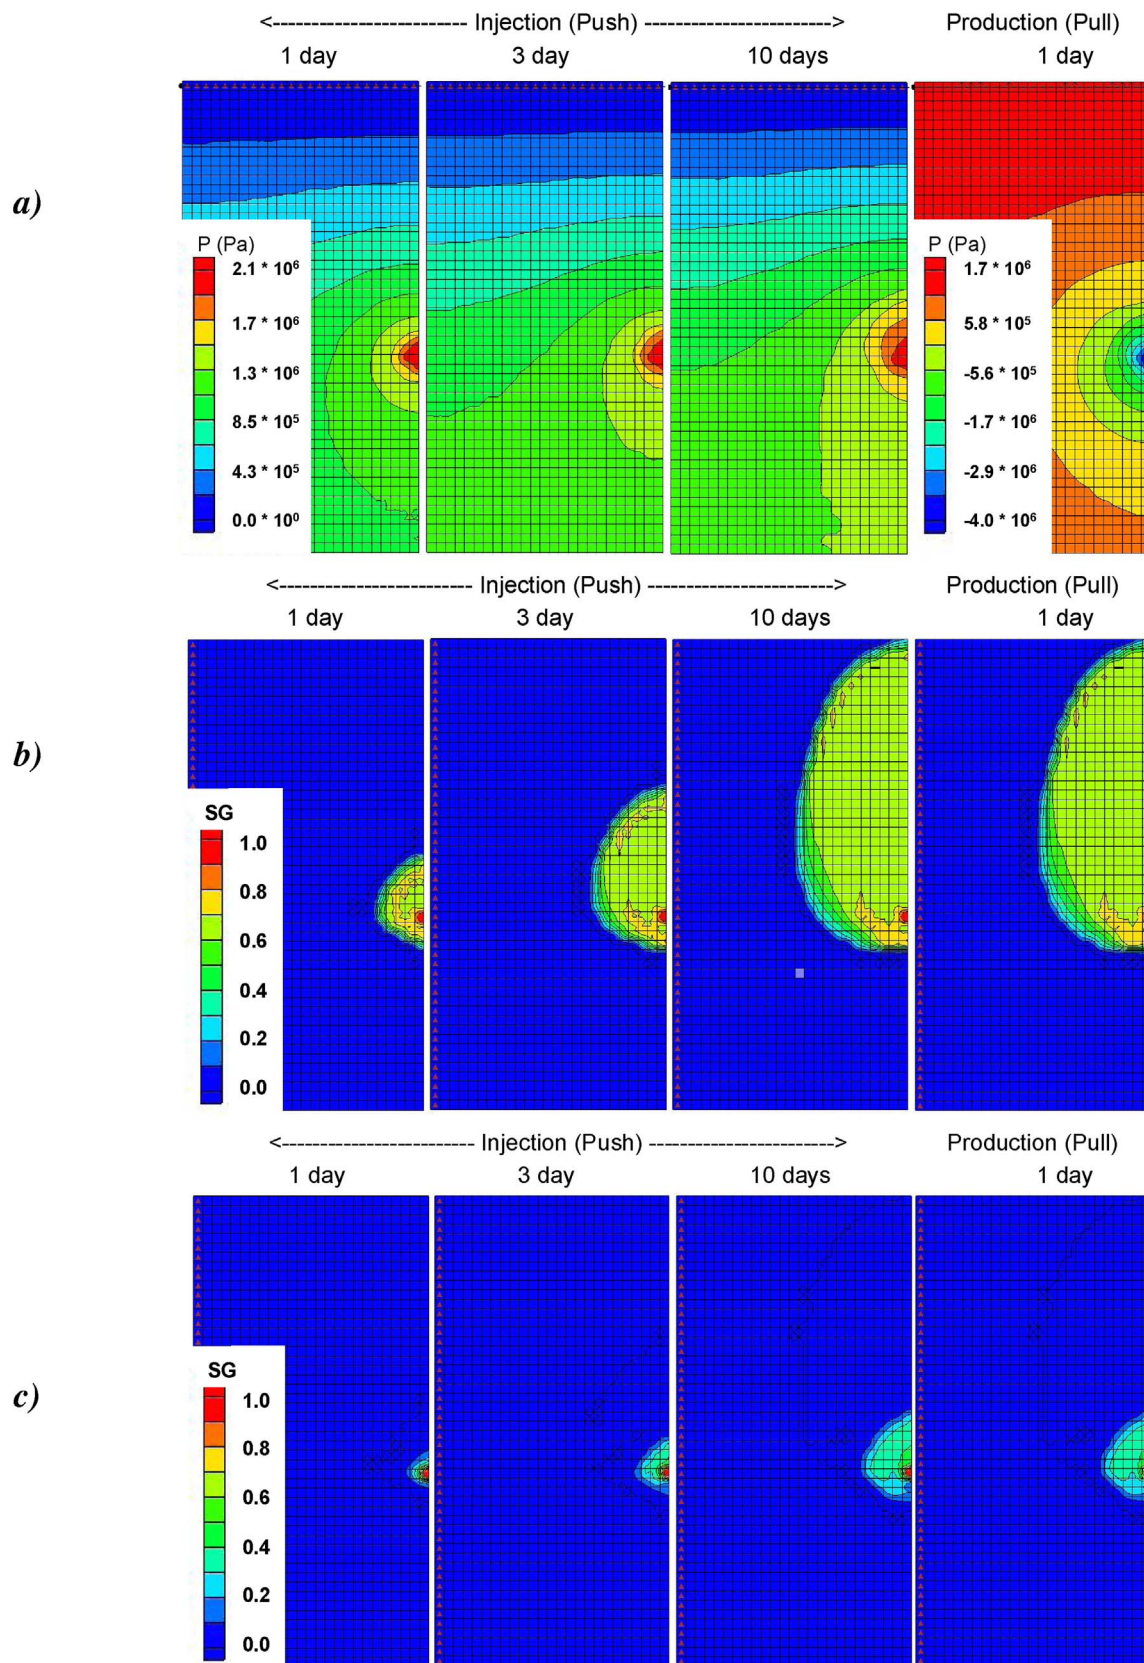 <----------------------- Injection (Push) ----------------------->
Production (Pull)
1 day
3 day
10 days
1 day
a)
P (Pa)
2.1 * 10⁶
1.7 * 10⁶
1.3 * 10⁶
8.5 * 10⁵
4.3 * 10⁵
0.0 * 10⁰
P (Pa)
1.7 * 10⁶
5.8 * 10⁵
-5.6 * 10⁵
-1.7 * 10⁶
-2.9 * 10⁶
-4.0 * 10⁶
<----------------------- Injection (Push) ----------------------->
Production (Pull)
1 day
3 day
10 days
1 day
b)
SG
1.0
0.8
0.6
0.4
0.2
0.0
<----------------------- Injection (Push) ----------------------->
Production (Pull)
1 day
3 day
10 days
1 day
c)
SG
1.0
0.8
0.6
0.4
0.2
0.0